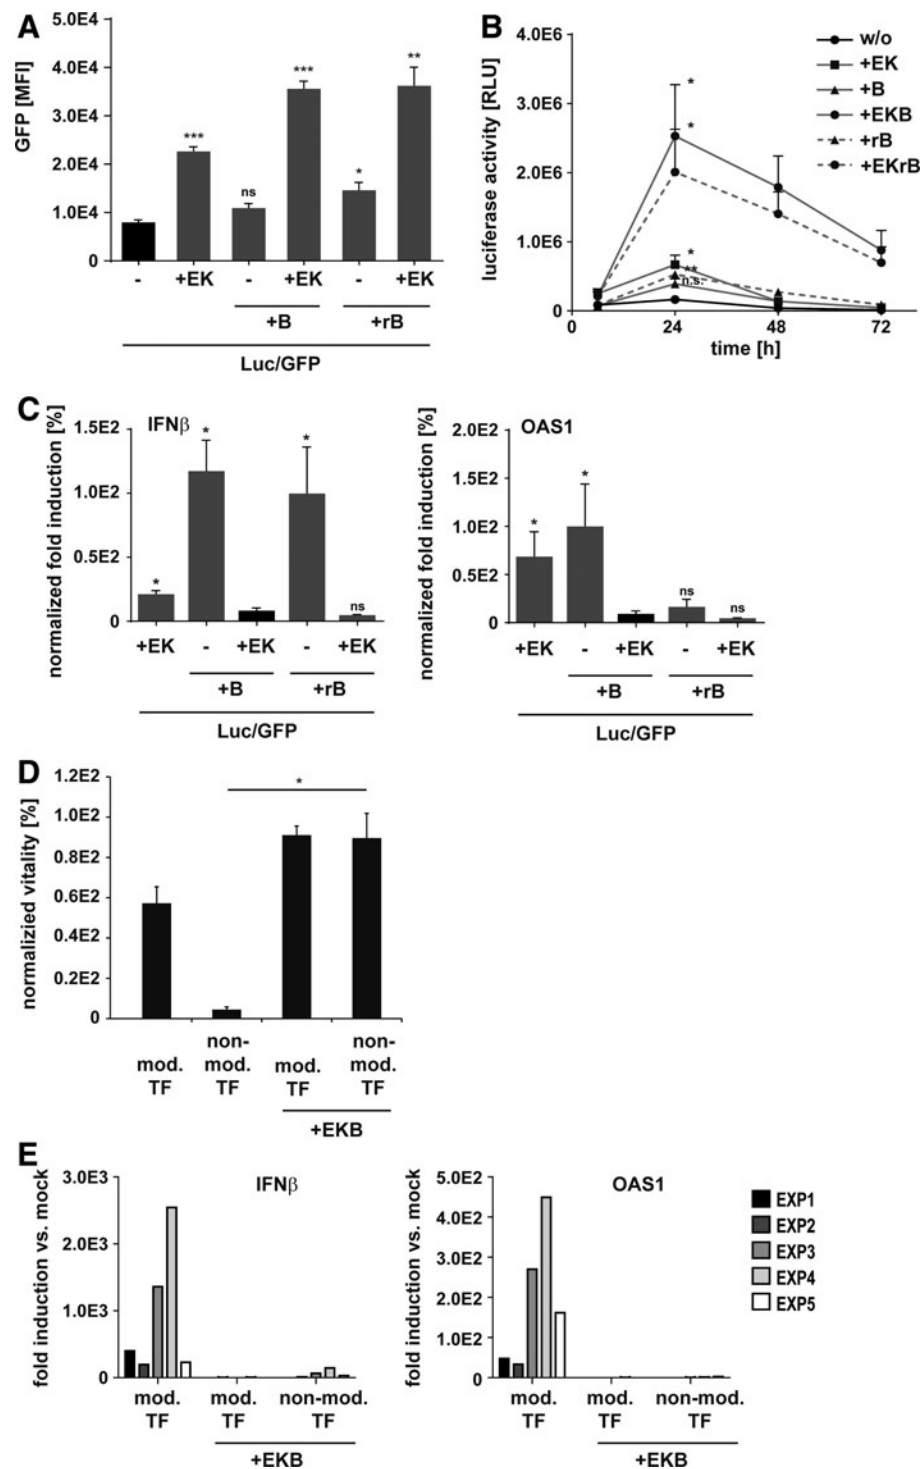 A
GFP [MFI]
5.0E4
4.0E4
3.0E4
2.0E4
1.0E4
0
***
ns
***
*
**
- +EK - +EK - +EK
+B +rB
Luc/GFP
B
luciferase activity [RLU]
4.0E6
3.0E6
2.0E6
1.0E6
0
*
*
*
**
n.s.
0 24 48 72
time [h]
w/o
+EK
+B
+EKB
+rB
+EKrB
C
normalized fold induction [%]
IFNβ
1.5E2
1.0E2
0.5E2
0
*
*
*
ns
+EK - +EK - +EK
+B +rB
Luc/GFP
normalized fold induction [%]
OAS1
2.0E2
1.5E2
1.0E2
0.5E2
0
*
*
ns
ns
+EK - +EK - +EK
+B +rB
Luc/GFP
D
normalizied vitality [%]
1.2E2
1.0E2
0.8E2
0.6E2
0.4E2
0.2E2
0
*
mod. TF
non-mod. TF
mod. TF
non-mod. TF
+EKB
E
fold induction vs. mock
IFNβ
3.0E3
2.0E3
1.0E3
0
mod. mod. non-mod.
TF TF TF
+EKB
fold induction vs. mock
OAS1
5.0E2
4.0E2
3.0E2
2.0E2
1.0E2
0
mod. mod. non-mod.
TF TF TF
+EKB
EXP1
EXP2
EXP3
EXP4
EXP5